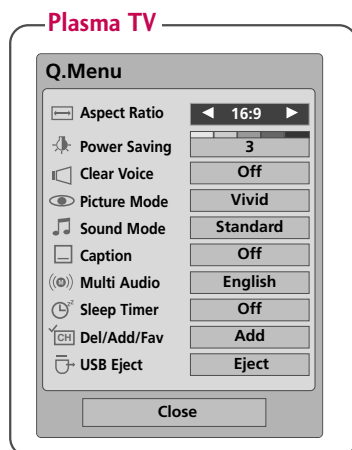 Plasma TV
Q.Menu
Aspect Ratio ◄ 16:9 ►
Power Saving 3
Clear Voice Off
Picture Mode Vivid
Sound Mode Standard
Caption Off
Multi Audio English
Sleep Timer Off
CH Del/Add/Fav Add
USB Eject Eject
Close